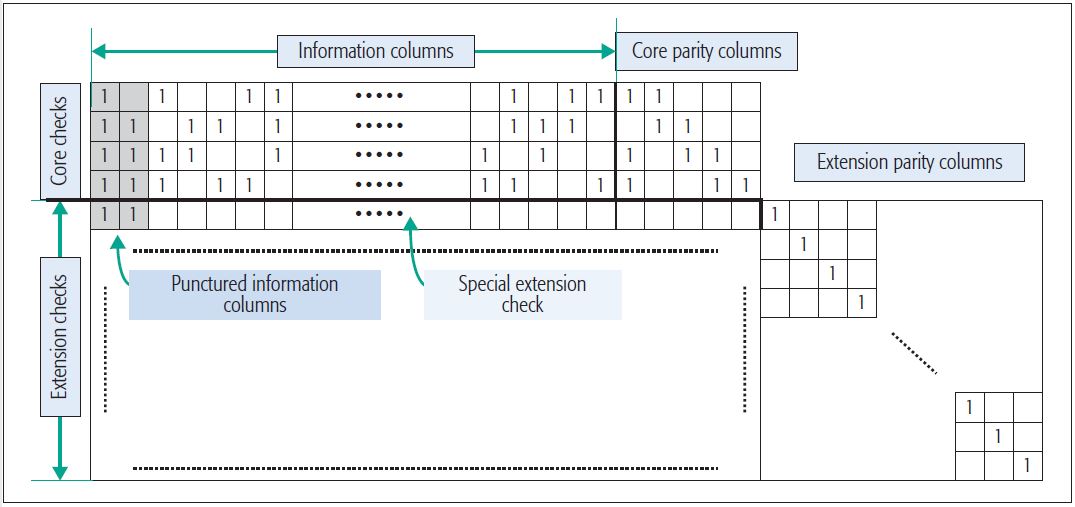 Information columns
Core parity columns
Core checks
1 1 1 1 ••••• 1 1 1 1 1
1 1 1 1 1 ••••• 1 1 1 1 1
1 1 1 1 1 ••••• 1 1 1 1 1
1 1 1 1 1 ••••• 1 1 1 1 1 1
Extension parity columns
1 1 ••••• 1
1
1
1
Extension checks
Punctured information
columns
Special extension
check
1
1
1